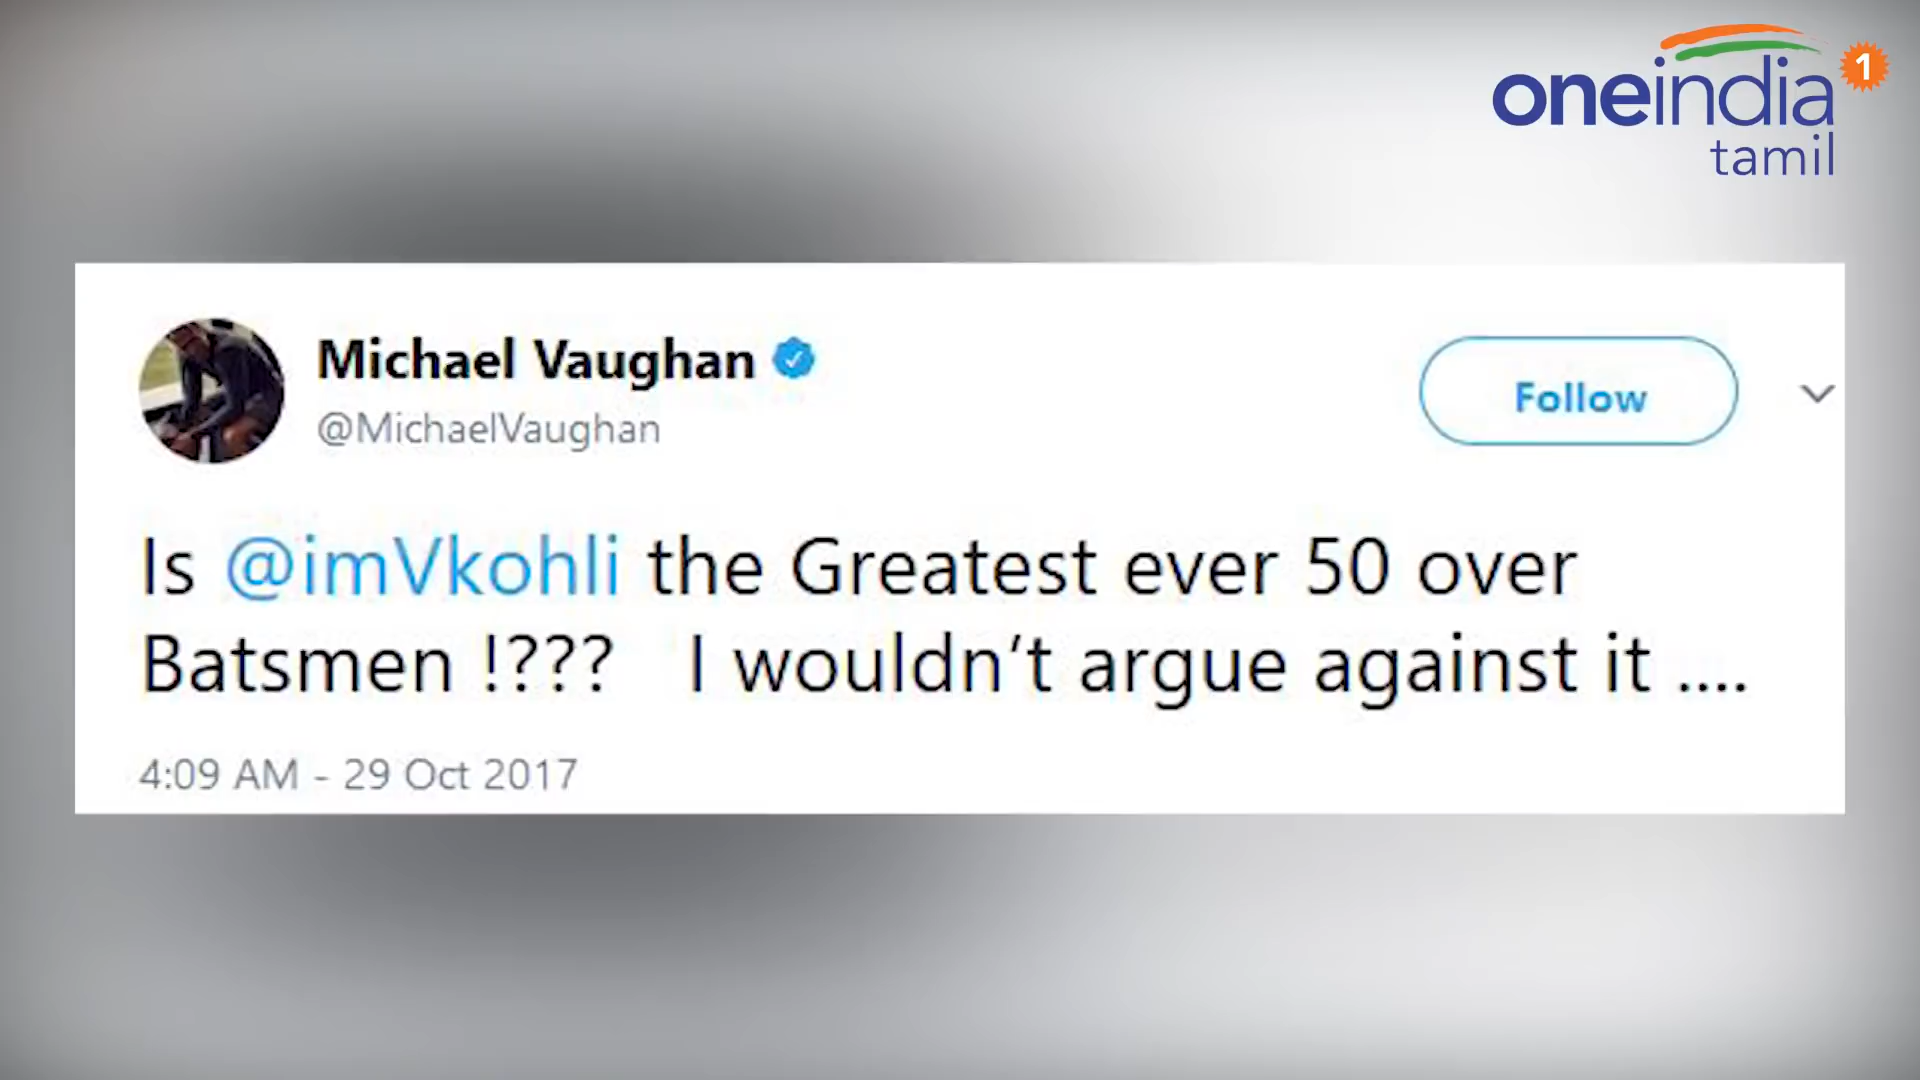 oneindia 1
tamil
Michael Vaughan
@MichaelVaughan
Follow
Is @imVkohli the Greatest ever 50 over
Batsmen !??? I wouldn’t argue against it ....
4:09 AM - 29 Oct 2017